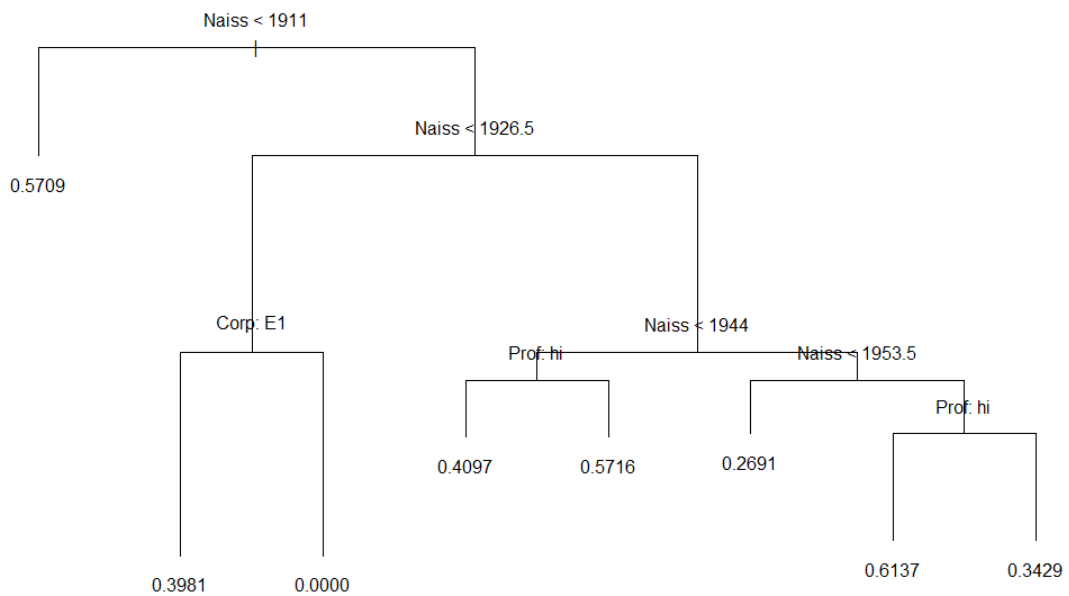 Naiss < 1911
Naiss < 1926.5
0.5709
Corp: E1
Naiss < 1944
Prof: hi
Naiss < 1953.5
Prof: hi
0.4097
0.5716
0.2691
0.3981
0.0000
0.6137
0.3429